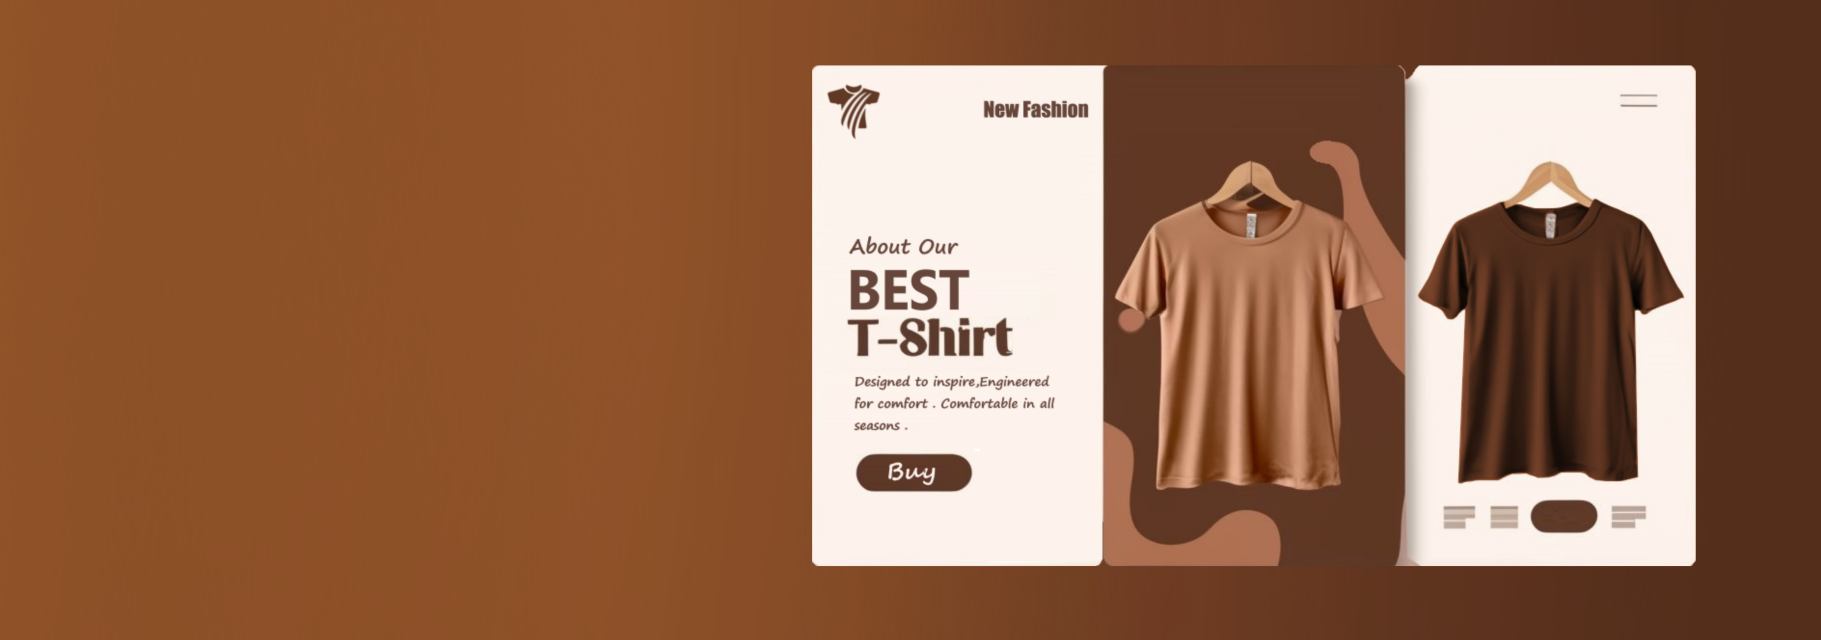 New Fashion
About Our
BEST
T-Shirt
Designed to inspire,Engineered
for comfort . Comfortable in all
seasons .
Buy